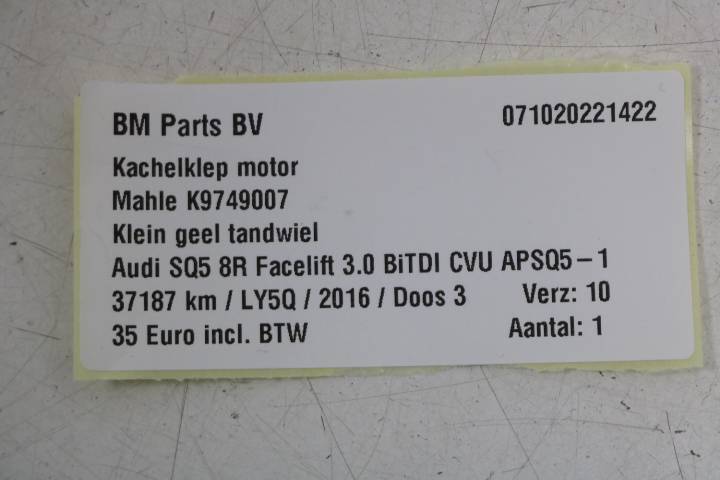 BM Parts BV 071020221422
Kachelklep motor
Mahle K9749007
Klein geel tandwiel
Audi SQ5 8R Facelift 3.0 BiTDI CVU APSQ5-1
37187 km / LY5Q / 2016 / Doos 3 Verz: 10
35 Euro incl. BTW Aantal: 1